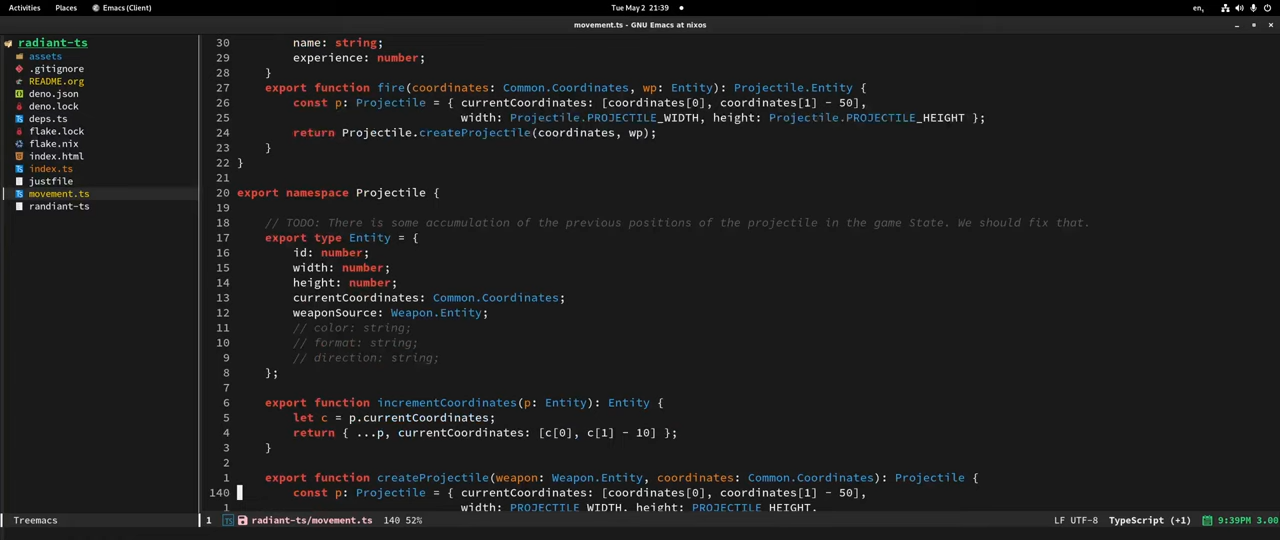 Activities Places Emacs (Client) Tue May 2 21:39 en,
movement.ts - GNU Emacs at nixos
radiant-ts
assets
.gitignore
README.org
deno.json
deno.lock
deps.ts
flake.lock
flake.nix
index.html
index.ts
justfile
movement.ts
randiant-ts
30 name: string;
29 experience: number;
28 }
27 export function fire(coordinates: Common.Coordinates, wp: Entity): Projectile.Entity {
26 const p: Projectile = { currentCoordinates: [coordinates[0], coordinates[1] - 50],
25 width: Projectile.PROJECTILE_WIDTH, height: Projectile.PROJECTILE_HEIGHT };
24 return Projectile.createProjectile(coordinates, wp);
23 }
22 }
21
20 export namespace Projectile {
19
18 // TODO: There is some accumulation of the previous positions of the projectile in the game State. We should fix that.
17 export type Entity = {
16 id: number;
15 width: number;
14 height: number;
13 currentCoordinates: Common.Coordinates;
12 weaponSource: Weapon.Entity;
11 // color: string;
10 // format: string;
9 // direction: string;
8 };
7
6 export function incrementCoordinates(p: Entity): Entity {
5 let c = p.currentCoordinates;
4 return { ...p, currentCoordinates: [c[0], c[1] - 10] };
3 }
2
1 export function createProjectile(weapon: Weapon.Entity, coordinates: Common.Coordinates): Projectile {
140 const p: Projectile = { currentCoordinates: [coordinates[0], coordinates[1] - 50],
1 width: PROJECTILE_WIDTH, height: PROJECTILE_HEIGHT,
Treemacs 1 radiant-ts/movement.ts 140 52% LF UTF-8 TypeScript (+1) 9:39PM 3.00